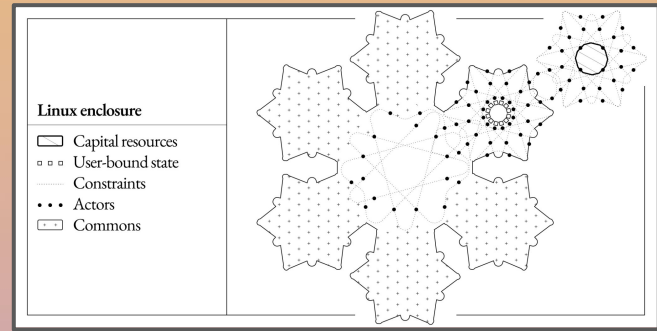 Linux enclosure
Capital resources
User-bound state
Constraints
Actors
Commons